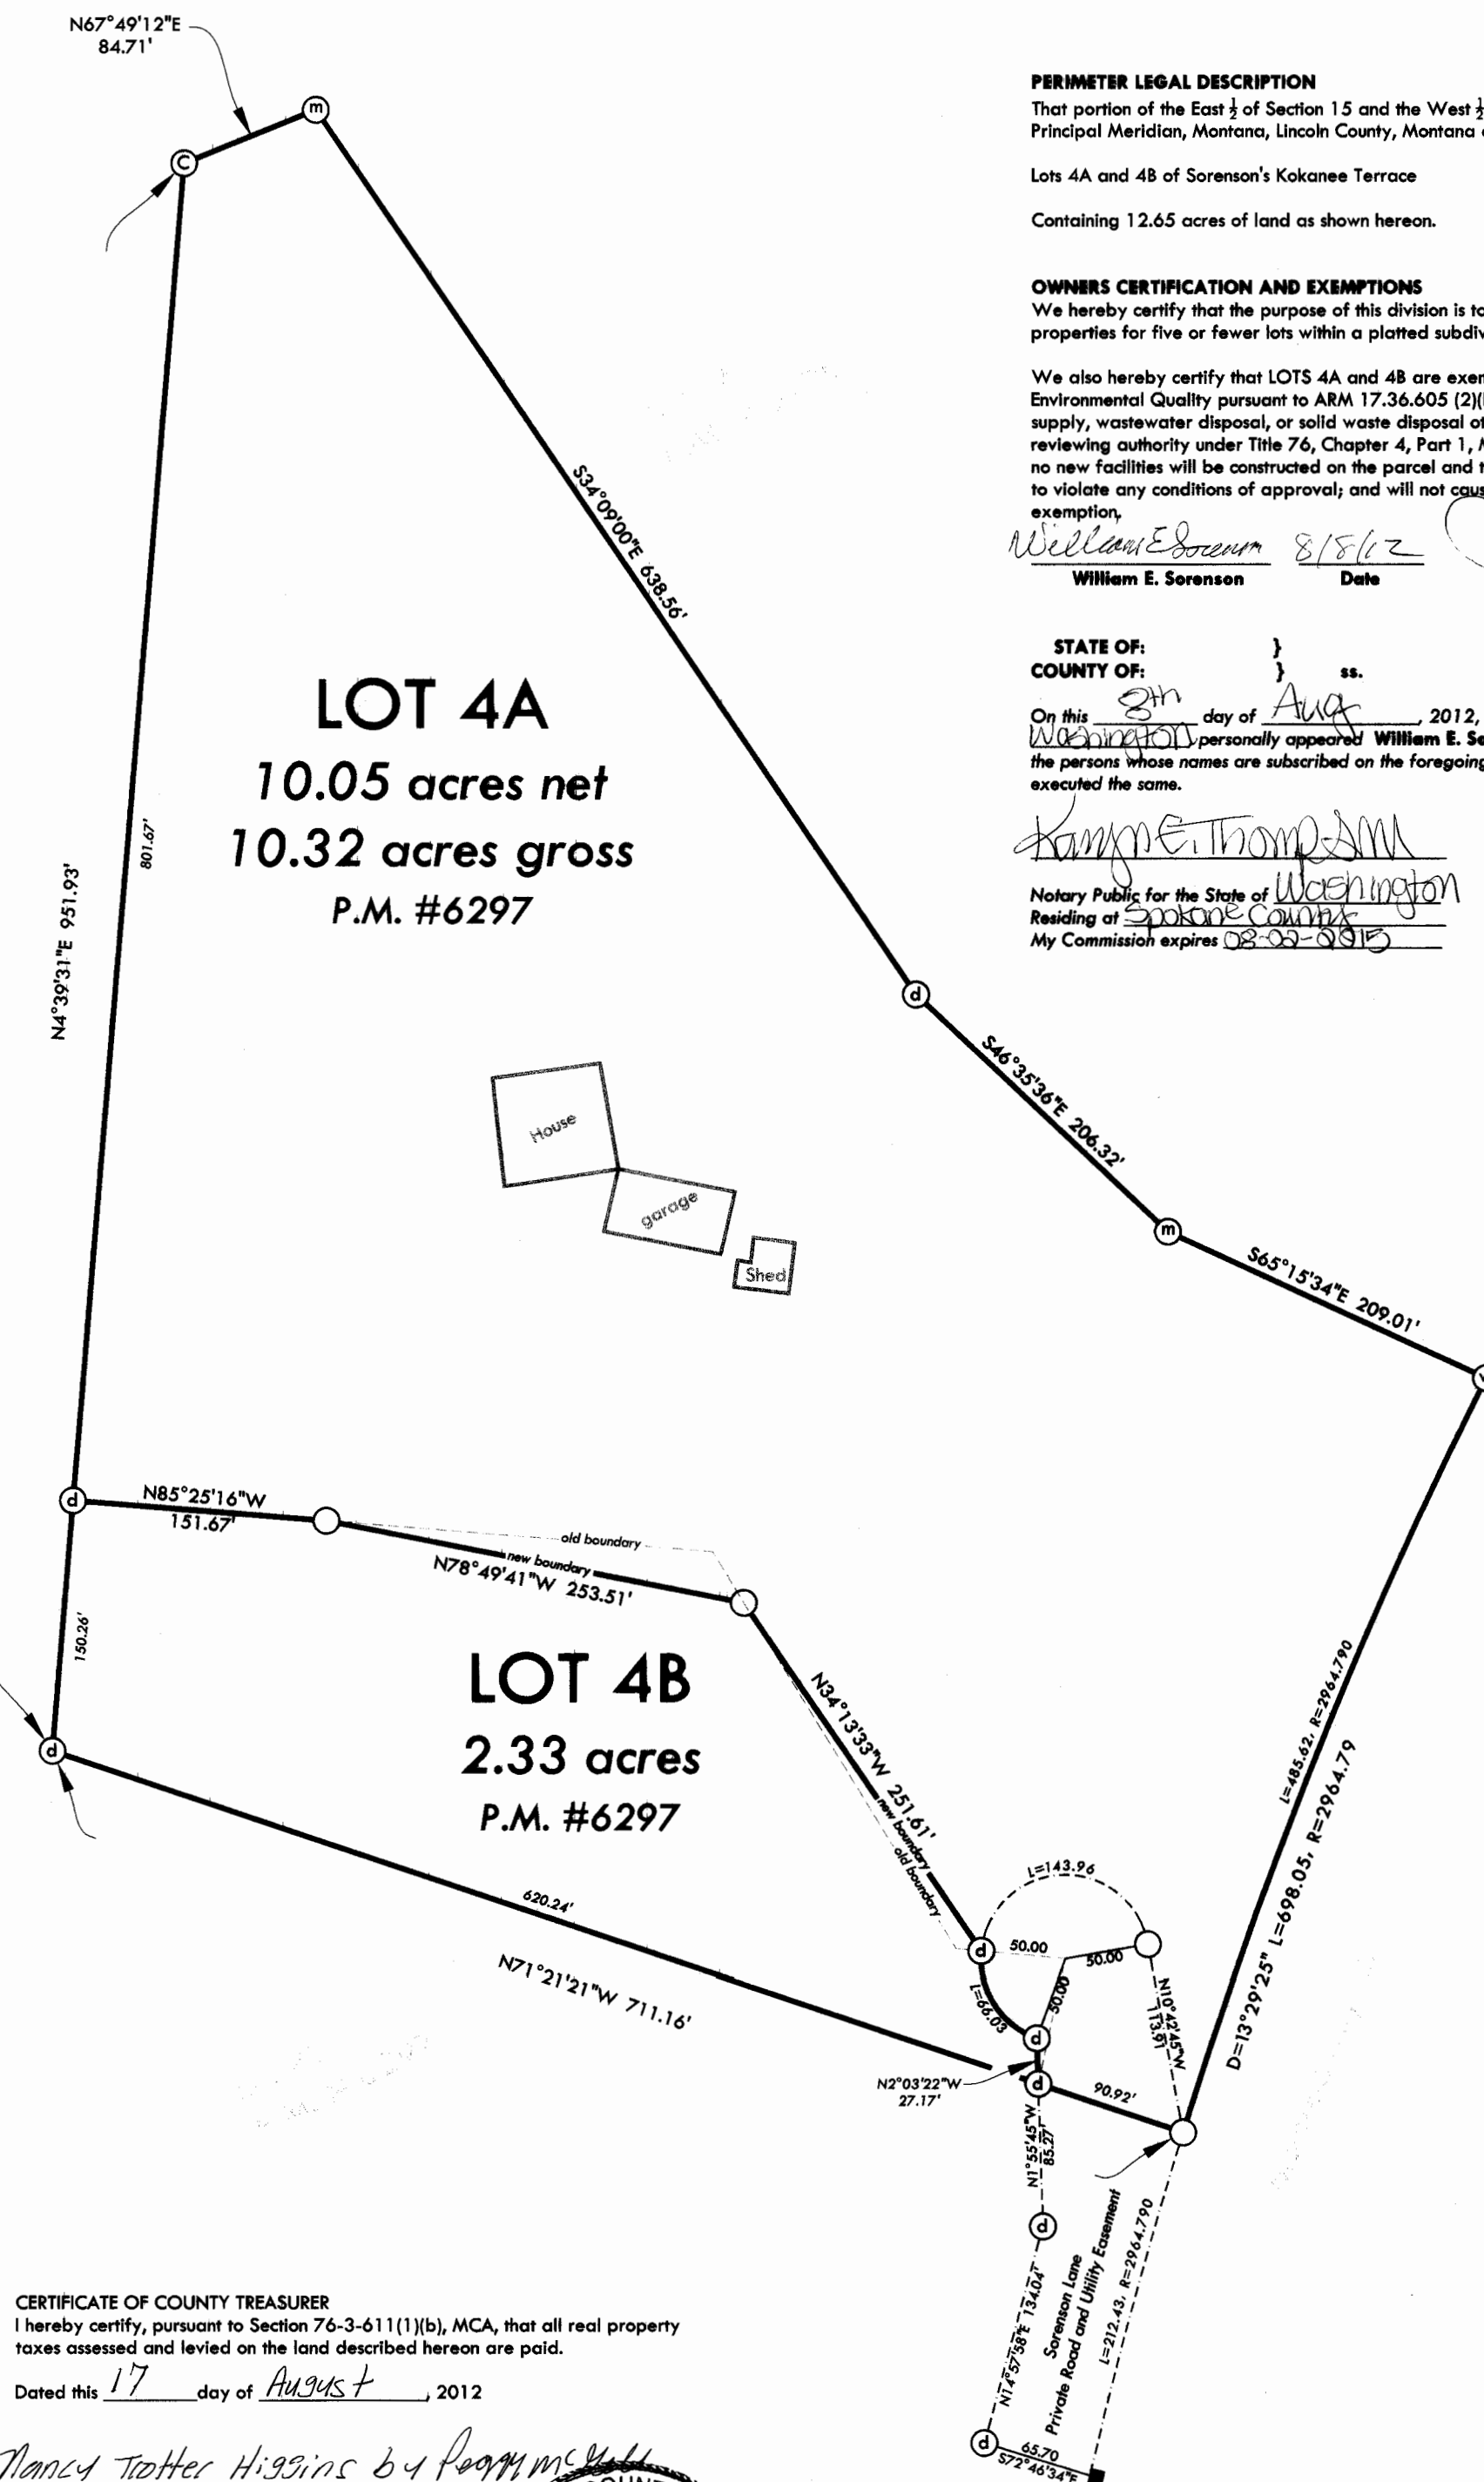 N67°49'12"E
84.71'
m
C
PERIMETER LEGAL DESCRIPTION
That portion of the East ½ of Section 15 and the West ½
Principal Meridian, Montana, Lincoln County, Montana
Lots 4A and 4B of Sorenson's Kokanee Terrace
Containing 12.65 acres of land as shown hereon.
OWNERS CERTIFICATION AND EXEMPTIONS
We hereby certify that the purpose of this division is to
properties for five or fewer lots within a platted subdiv
We also hereby certify that LOTS 4A and 4B are exem
Environmental Quality pursuant to ARM 17.36.605 (2)(
supply, wastewater disposal, or solid waste disposal ot
reviewing authority under Title 76, Chapter 4, Part 1,
no new facilities will be constructed on the parcel and t
to violate any conditions of approval; and will not caus
exemption,
William E Sorenson 8/8/12
William E. Sorenson Date
STATE OF: }
COUNTY OF: } ss.
On this 8th day of Aug, 2012,
Washington personally appeared William E. So
the persons whose names are subscribed on the foregoing
executed the same.
Notary Public for the State of Washington
Residing at Spokane County
My Commission expires 08-02-2015
S34°09'00"E 638.56'
LOT 4A
10.05 acres net
10.32 acres gross
P.M. #6297
801.67'
N4°39'31"E 951.93'
d
S46°35'36"E 206.32'
m
S65°15'34"E 209.01'
House
garage
Shed
d
N85°25'16"W
151.67'
old boundary
new boundary
N78°49'41"W 253.51'
150.26'
d
LOT 4B
2.33 acres
P.M. #6297
N34°13'33"W 251.61'
new boundary
old boundary
L=485.62, R=2964.790
D=13°29'25" L=698.05, R=2964.79
620.24'
N71°21'21"W 711.16'
L=143.96
d
50.00
50.00
50.00
L=66.03
N10°42'45"W
113.91
d
N2°03'22"W
27.17'
d
90.92'
N1°55'45"W
85.27'
d
N14°57'58"E 134.04'
Sorenson Lane
Private Road and Utility Easement
L=212.43, R=2964.790
d
65.70
S72°46'34"E
CERTIFICATE OF COUNTY TREASURER
I hereby certify, pursuant to Section 76-3-611(1)(b), MCA, that all real property
taxes assessed and levied on the land described hereon are paid.
Dated this 17 day of August, 2012
Nancy Trotter Higgins by Peggy